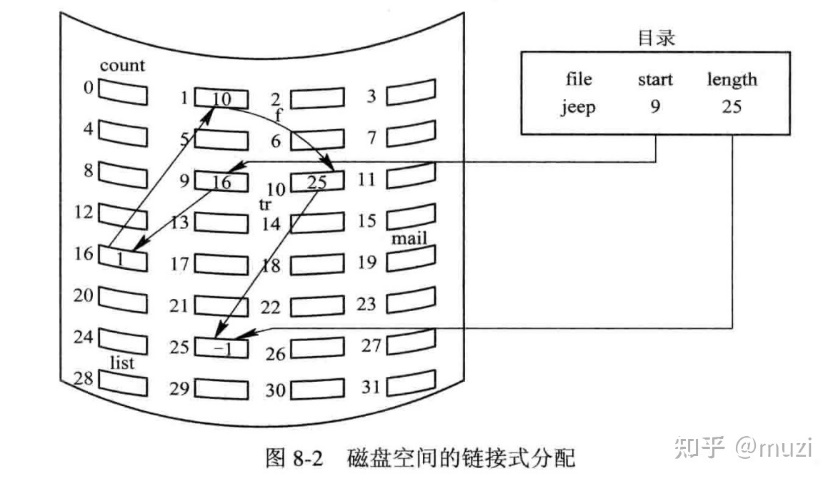 目录
file start length
jeep 9 25
count
0 1 10 2 3
f
4 5 6 7
8 9 16 10 25 11
tr
12 13 14 15
mail
16 1 17 18 19
20 21 22 23
24 25 -1 26 27
list
28 29 30 31
图 8-2 磁盘空间的链接式分配
知乎 @muzi